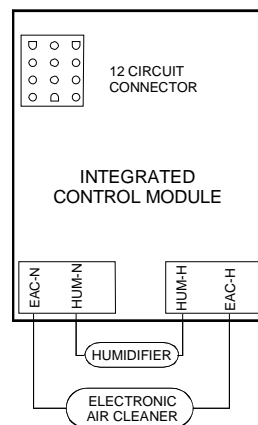 12 CIRCUIT
CONNECTOR
INTEGRATED
CONTROL MODULE
EAC-N
HUM-N
HUM-H
EAC-H
HUMIDIFIER
ELECTRONIC
AIR CLEANER